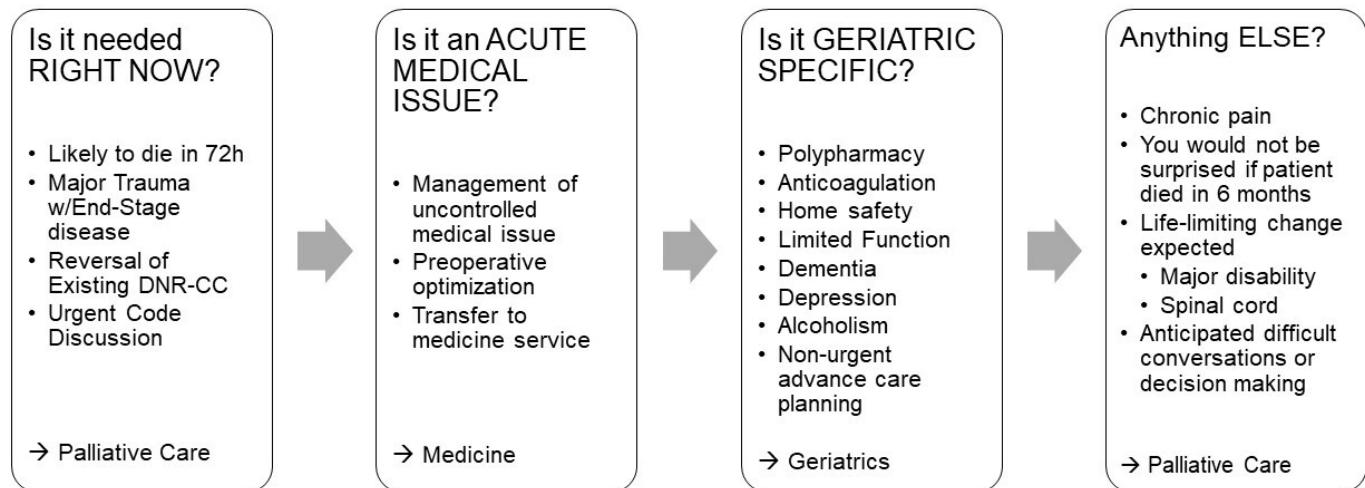 Is it needed
RIGHT NOW?
• Likely to die in 72h
• Major Trauma
w/End-Stage
disease
• Reversal of
Existing DNR-CC
• Urgent Code
Discussion
→ Palliative Care
Is it an ACUTE
MEDICAL
ISSUE?
• Management of
uncontrolled
medical issue
• Preoperative
optimization
• Transfer to
medicine service
→ Medicine
Is it GERIATRIC
SPECIFIC?
• Polypharmacy
• Anticoagulation
• Home safety
• Limited Function
• Dementia
• Depression
• Alcoholism
• Non-urgent
advance care
planning
→ Geriatrics
Anything ELSE?
• Chronic pain
• You would not be
surprised if patient
died in 6 months
• Life-limiting change
expected
• Major disability
• Spinal cord
• Anticipated difficult
conversations or
decision making
→ Palliative Care